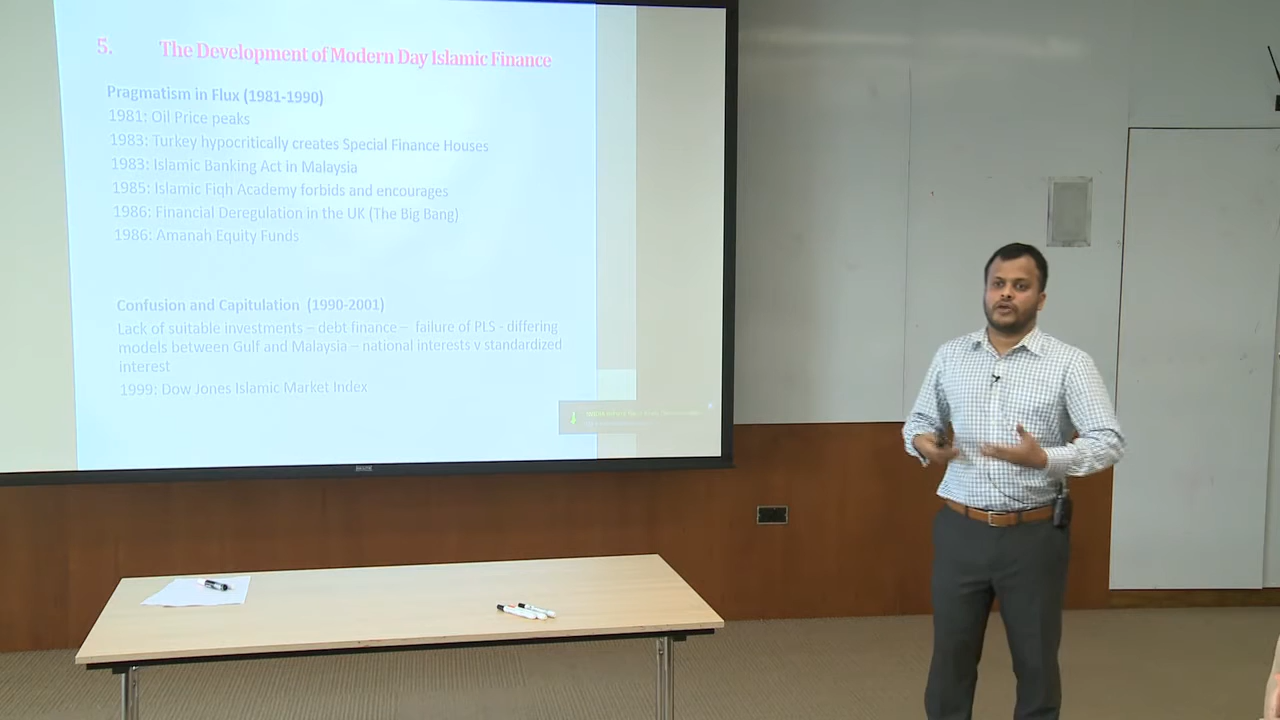 5. The Development of Modern Day Islamic Finance
Pragmatism in Flux (1981-1990)
1981: Oil Price peaks
1983: Turkey hypocritically creates Special Finance Houses
1983: Islamic Banking Act in Malaysia
1985: Islamic Fiqh Academy forbids and encourages
1986: Financial Deregulation in the UK (The Big Bang)
1986: Amanah Equity Funds
Confusion and Capitulation (1990-2001)
Lack of suitable investments – debt finance – failure of PLS - differing
models between Gulf and Malaysia – national interests v standardized
interest
1999: Dow Jones Islamic Market Index